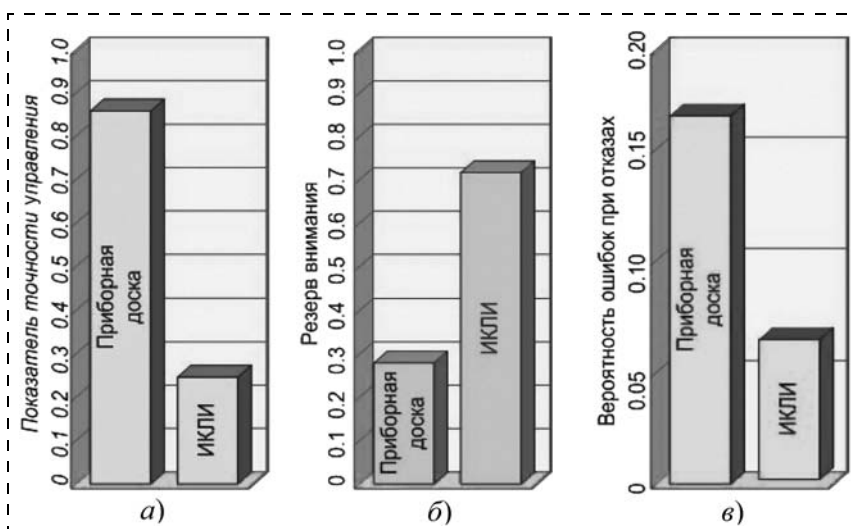 Показатель точности управления
1.0
0.9
0.8
0.7
0.6
0.5
0.4
0.3
0.2
0.1
0
Приборная
доска
ИКЛИ
а)
Резерв внимания
1.0
0.9
0.8
0.7
0.6
0.5
0.4
0.3
0.2
0.1
0
Приборная
доска
ИКЛИ
б)
Вероятность ошибок при отказах
0.20
0.15
0.10
0.05
0
Приборная
доска
ИКЛИ
в)